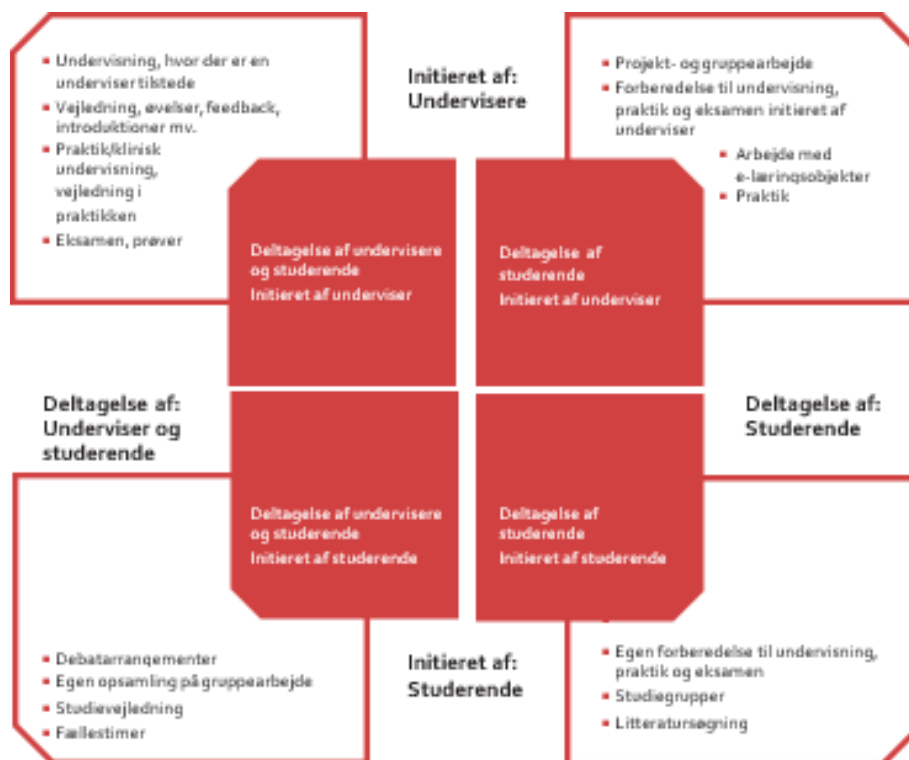 Undervisning, hvor der er en
underviser tilstede
Vejledning, øvelser, feedback,
introduktioner mv.
Praktik/klinisk
undervisning,
vejledning i
praktikken
Eksamen, prøver
Initieret af:
Undervisere
Projekt- og gruppearbejde
Forberedelse til undervisning,
praktik og eksamen initieret af
underviser
Arbejde med
e-læringsobjekter
Praktik
Deltagelse af undervisere
og studerende
Initieret af underviser
Deltagelse af
studerende
Initieret af underviser
Deltagelse af:
Underviser og
studerende
Deltagelse af:
Studerende
Deltagelse af undervisere
og studerende
Initieret af studerende
Deltagelse af
studerende
Initieret af studerende
Debatarrangementer
Egen opsamling på gruppearbejde
Studievejledning
Fællestimer
Initieret af:
Studerende
Egen forberedelse til undervisning,
praktik og eksamen
Studiegrupper
Litteratursøgning